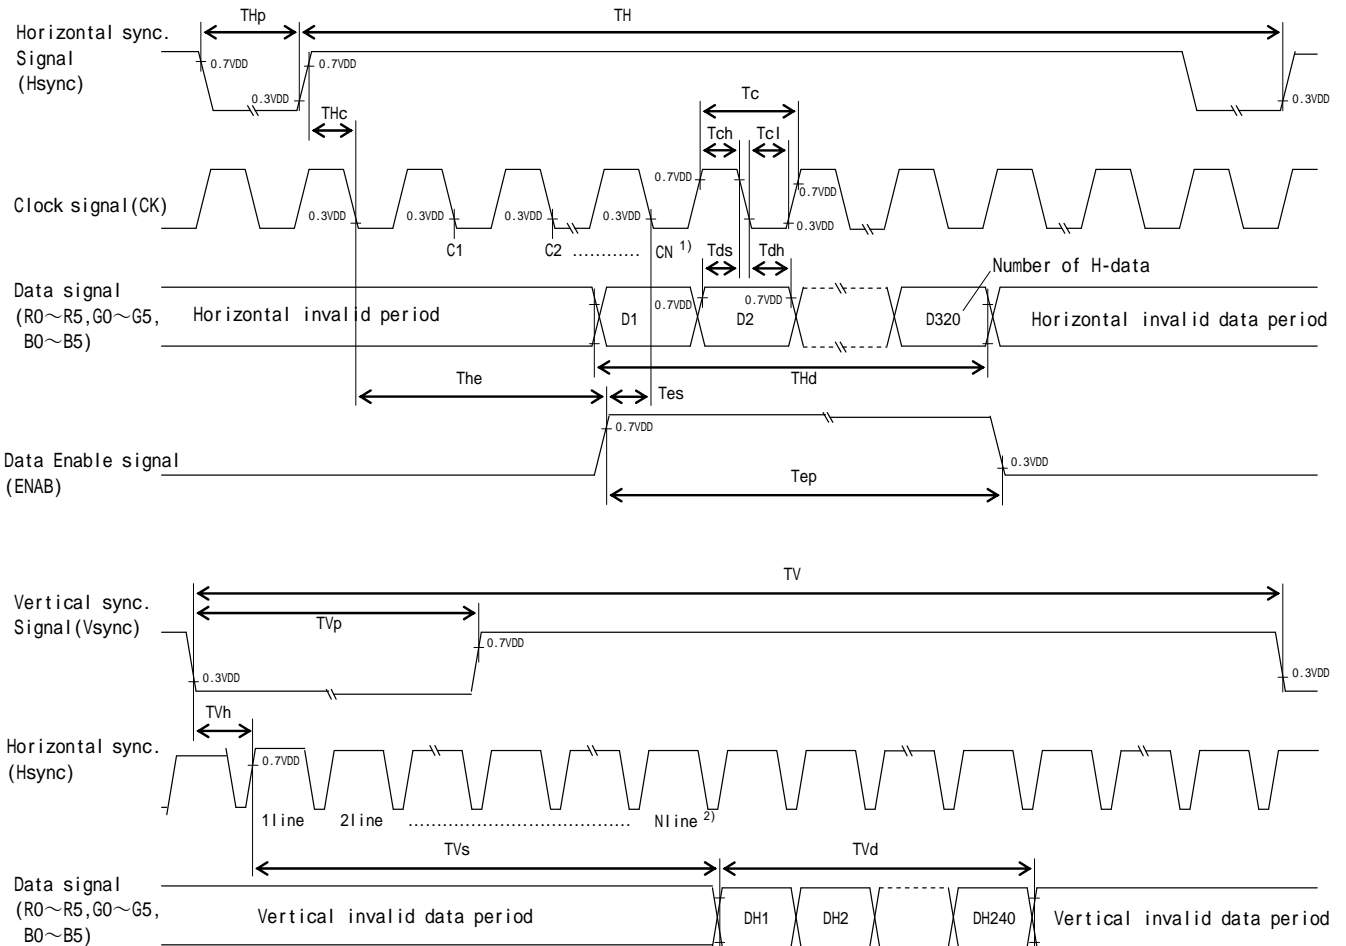 THp
TH
Horizontal sync.
Signal
(Hsync)
0.7VDD
0.3VDD
0.7VDD
0.3VDD
THc
Tc
Tch
Tcl
Clock signal(CK)
0.3VDD
0.3VDD
0.3VDD
0.3VDD
0.7VDD
0.7VDD
0.3VDD
C1
C2 ............ CN 1)
Tds
Tdh
Number of H-data
Data signal
(R0～R5,G0～G5,
B0～B5)
Horizontal invalid period
D1
0.7VDD
D2
0.7VDD
D320
Horizontal invalid data period
THd
The
Tes
0.7VDD
Data Enable signal
(ENAB)
0.3VDD
Tep
TV
Vertical sync.
Signal(Vsync)
TVp
0.7VDD
0.3VDD
0.3VDD
TVh
Horizontal sync.
(Hsync)
0.7VDD
1line
2line ...................................... Nline 2)
TVs
TVd
Data signal
(R0～R5,G0～G5,
B0～B5)
Vertical invalid data period
DH1
DH2
DH240
Vertical invalid data period